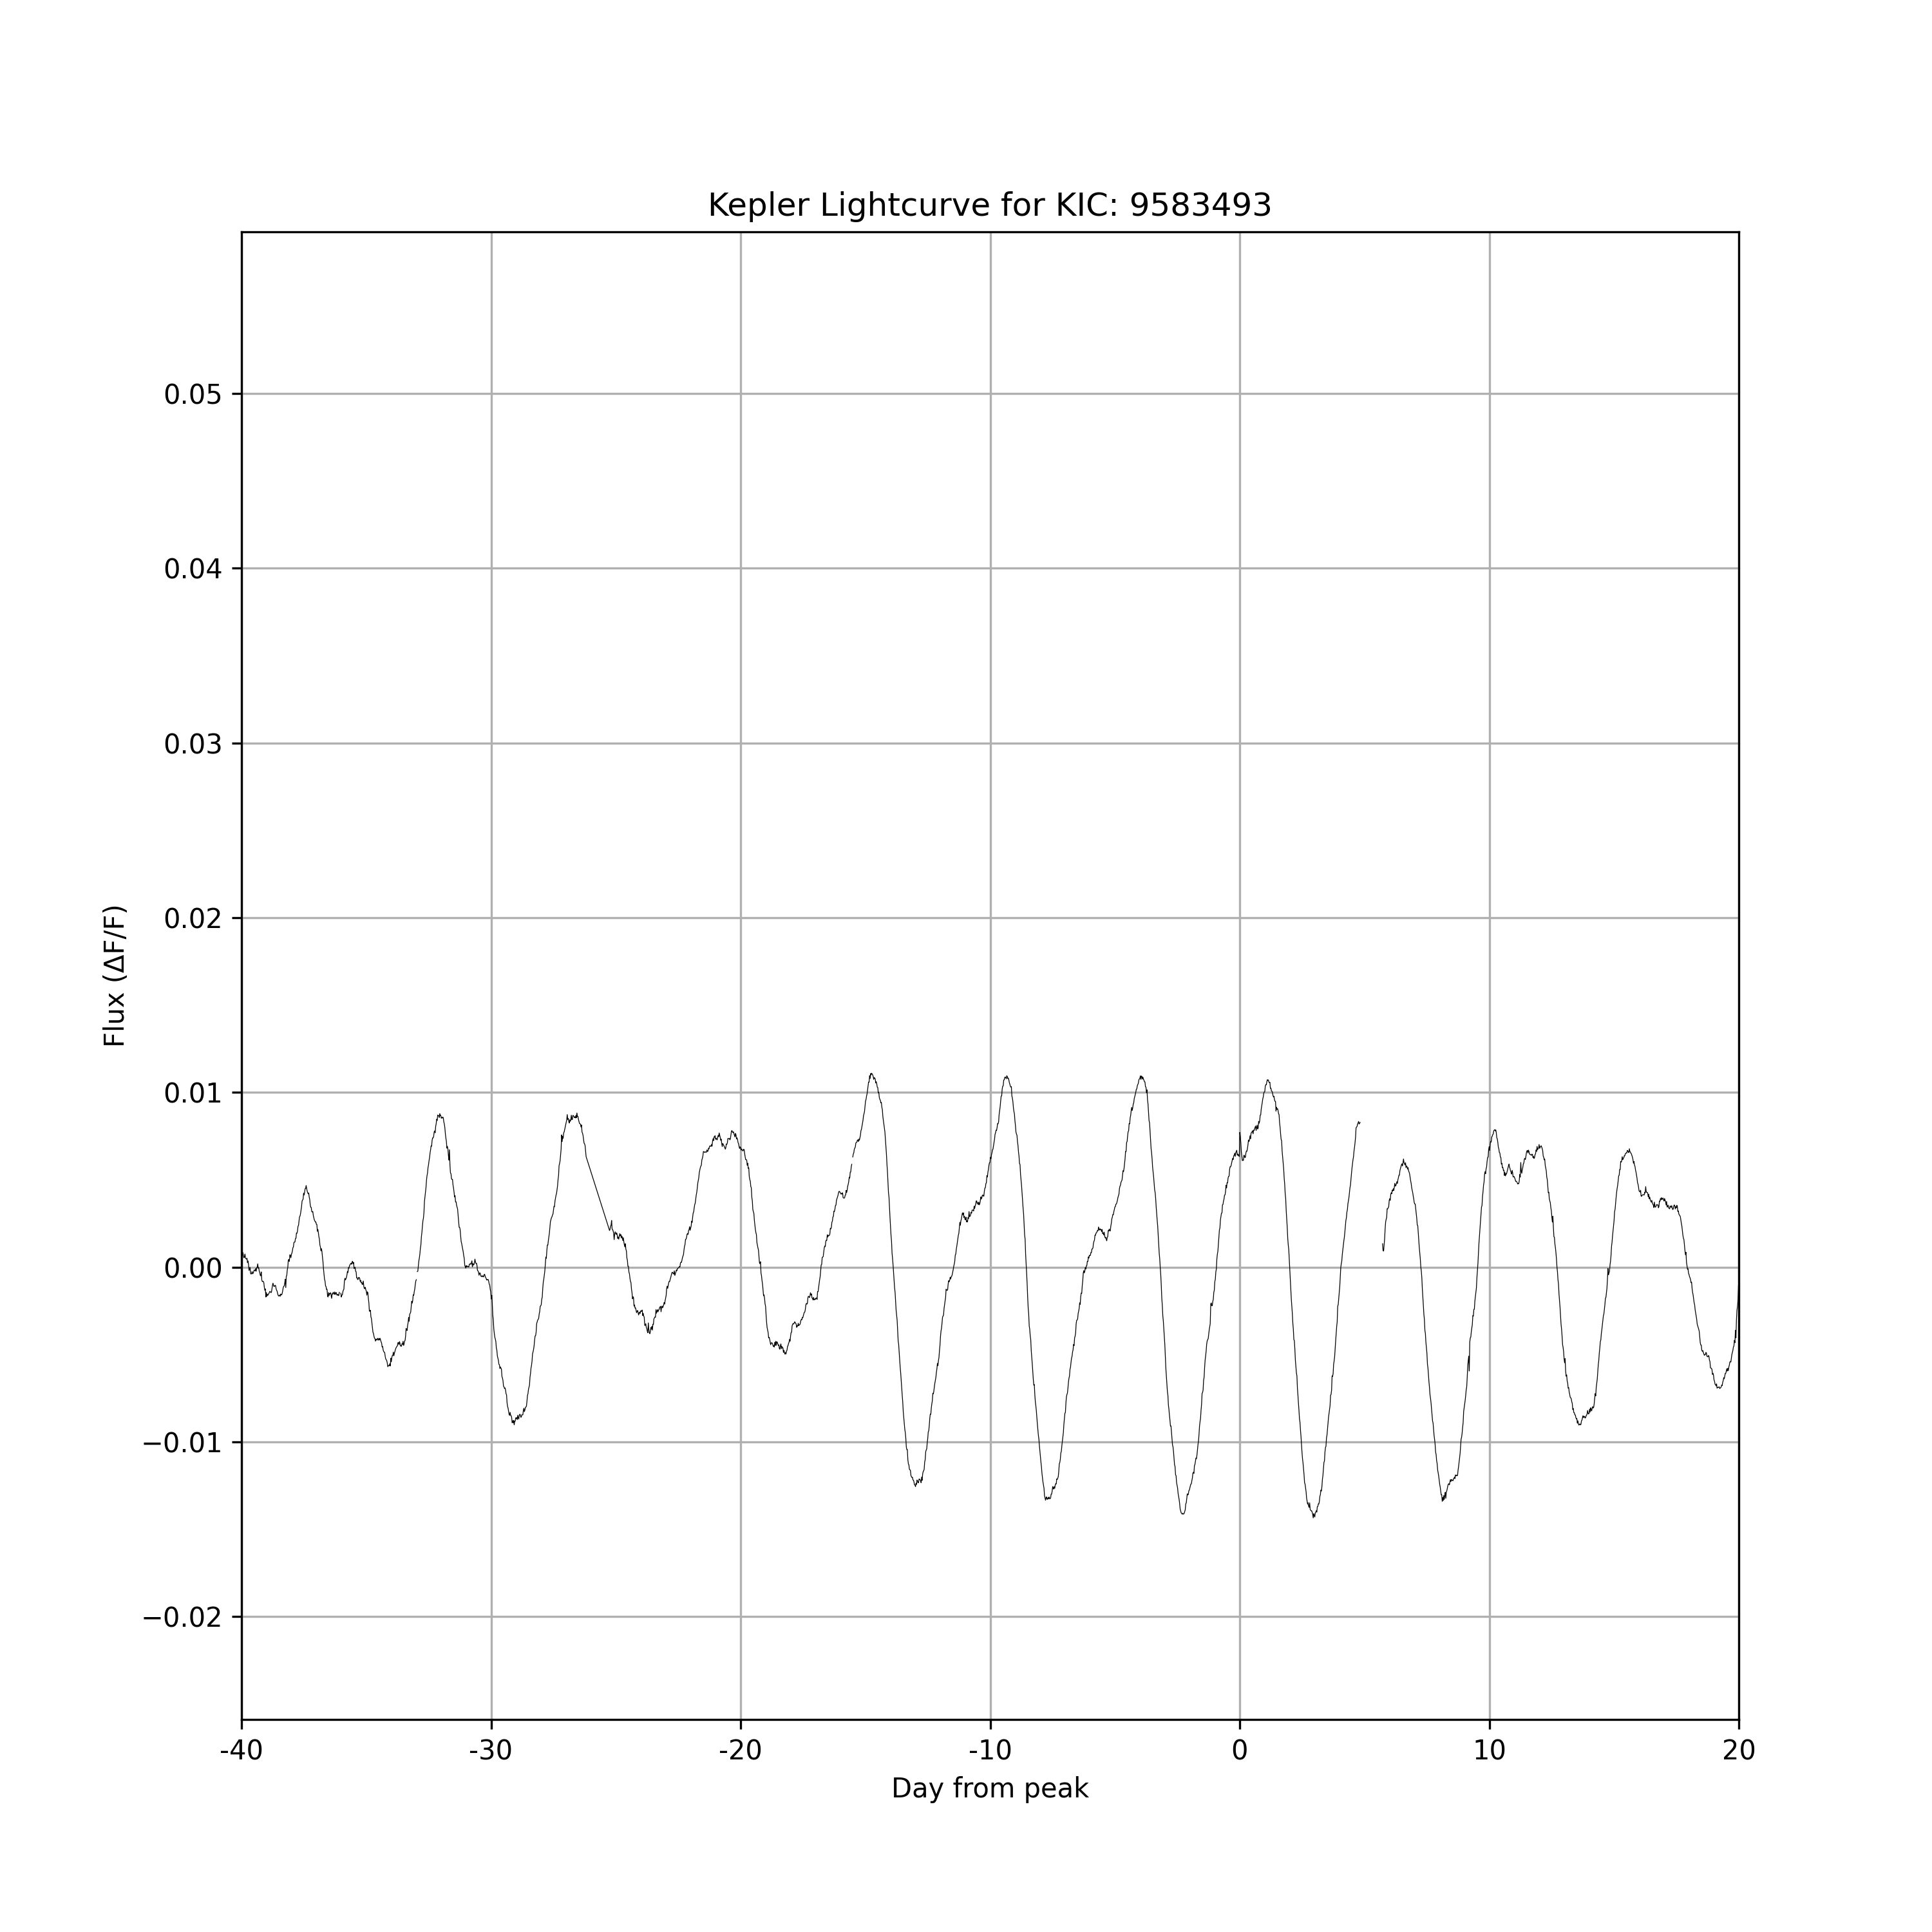 Kepler Lightcurve for KIC: 9583493
0.05
0.04
0.03
0.02
0.01
0.00
−0.01
−0.02
Flux (ΔF/F)
-40 -30 -20 -10 0 10 20
Day from peak